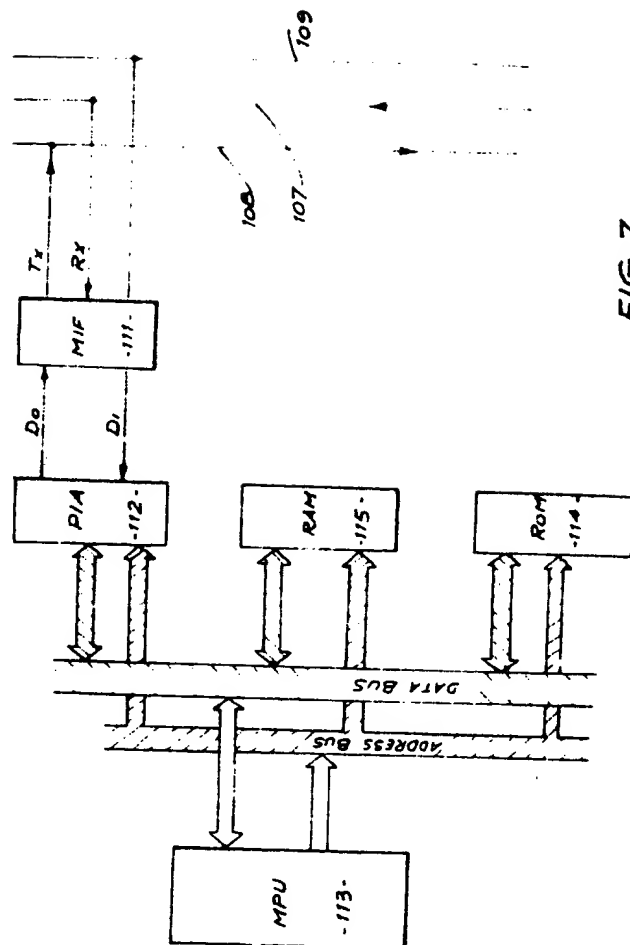 MPU
-113-
ADDRESS BUS
DATA BUS
PIA
-112-
RAM
-115-
ROM
-114-
Do
Di
MIF
-111-
Tx
Rx
108
107
109
FIG 7